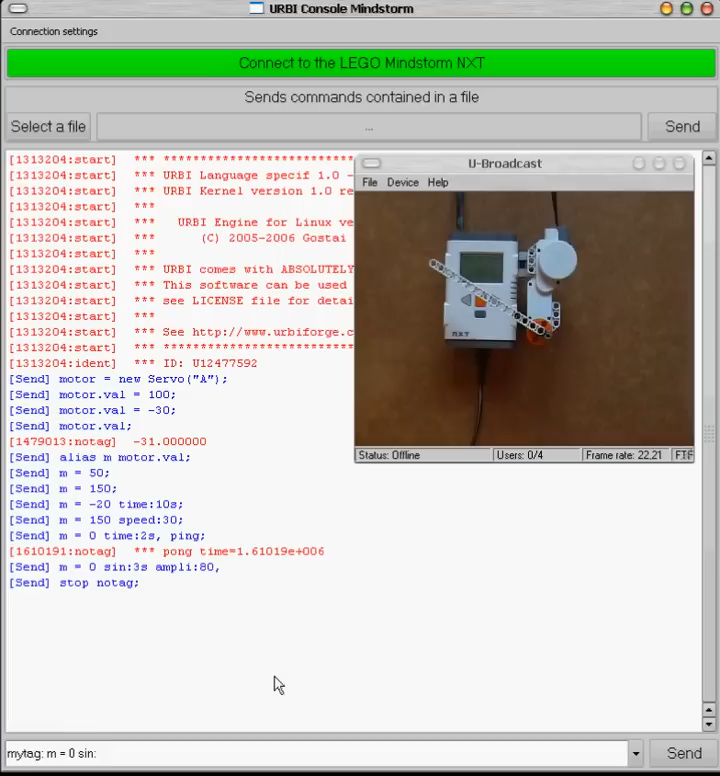 URBI Console Mindstorm
Connection settings
Connect to the LEGO Mindstorm NXT
Sends commands contained in a file
Select a file
...
Send
[1313204:start] *** **********************************
[1313204:start] *** URBI Language specif 1.0 -
[1313204:start] *** URBI Kernel version 1.0 re
[1313204:start] ***
[1313204:start] *** URBI Engine for Linux ve
[1313204:start] *** (C) 2005-2006 Gostai
[1313204:start] ***
[1313204:start] *** URBI comes with ABSOLUTELY
[1313204:start] *** This software can be used
[1313204:start] *** see LICENSE file for detai
[1313204:start] ***
[1313204:start] *** See http://www.urbiforge.c
[1313204:start] *** **********************************
[1313204:ident] *** ID: U12477592
[Send] motor = new Servo("A");
[Send] motor.val = 100;
[Send] motor.val = -30;
[Send] motor.val;
[1479013:notag] -31.000000
[Send] alias m motor.val;
[Send] m = 50;
[Send] m = 150;
[Send] m = -20 time:10s;
[Send] m = 150 speed:30;
[Send] m = 0 time:2s, ping;
[1610191:notag] *** pong time=1.61019e+006
[Send] m = 0 sin:3s ampli:80,
[Send] stop notag;
U-Broadcast
File Device Help
NXT
Status: Offline
Users: 0/4
Frame rate: 22,21
mytag: m = 0 sin:
Send